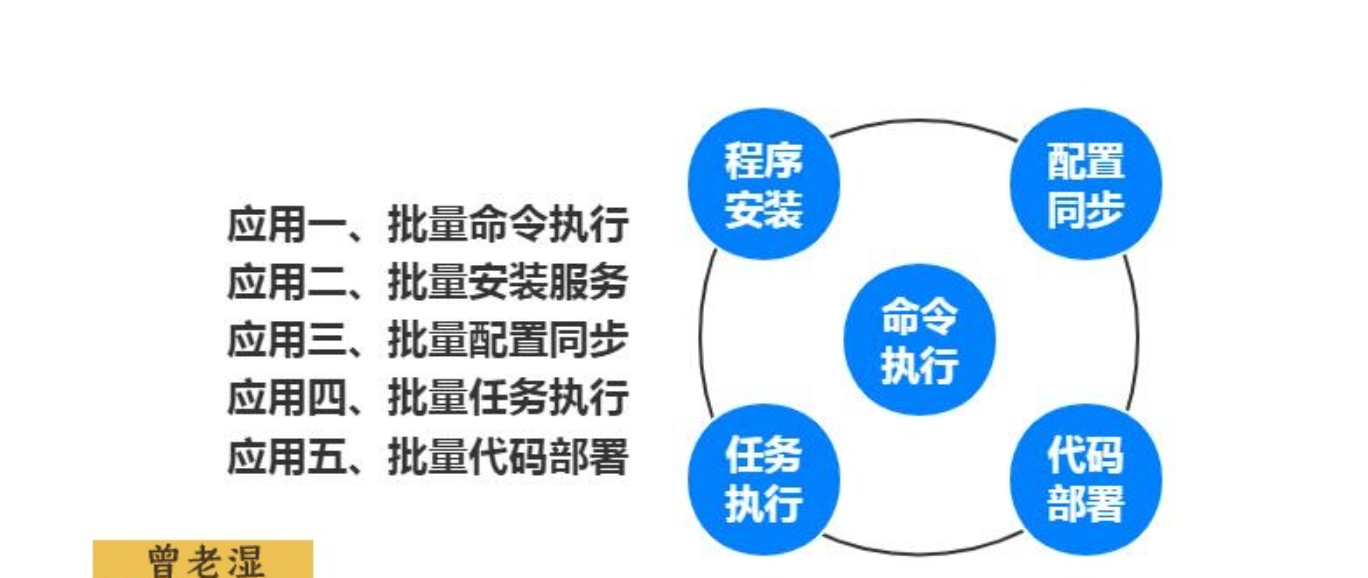 应用一、批量命令执行
应用二、批量安装服务
应用三、批量配置同步
应用四、批量任务执行
应用五、批量代码部署
程序
安装
配置
同步
命令
执行
任务
执行
代码
部署
曾老湿